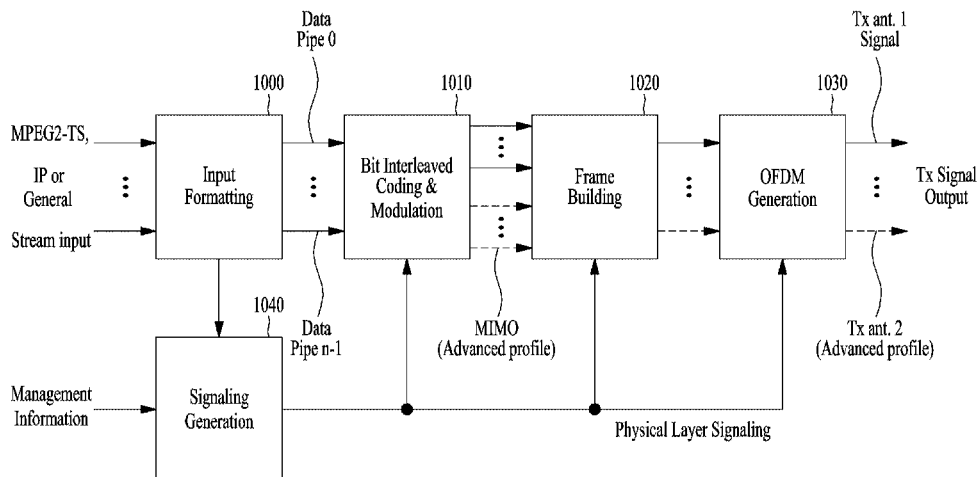 Data
Pipe 0
Tx ant. 1
Signal
1000
1010
1020
1030
MPEG2-TS,
IP or
General
Stream input
Input
Formatting
Bit Interleaved
Coding &
Modulation
Frame
Building
OFDM
Generation
Tx Signal
Output
1040
Data
Pipe n-1
MIMO
(Advanced profile)
Tx ant. 2
(Advanced profile)
Management
Information
Signaling
Generation
Physical Layer Signaling